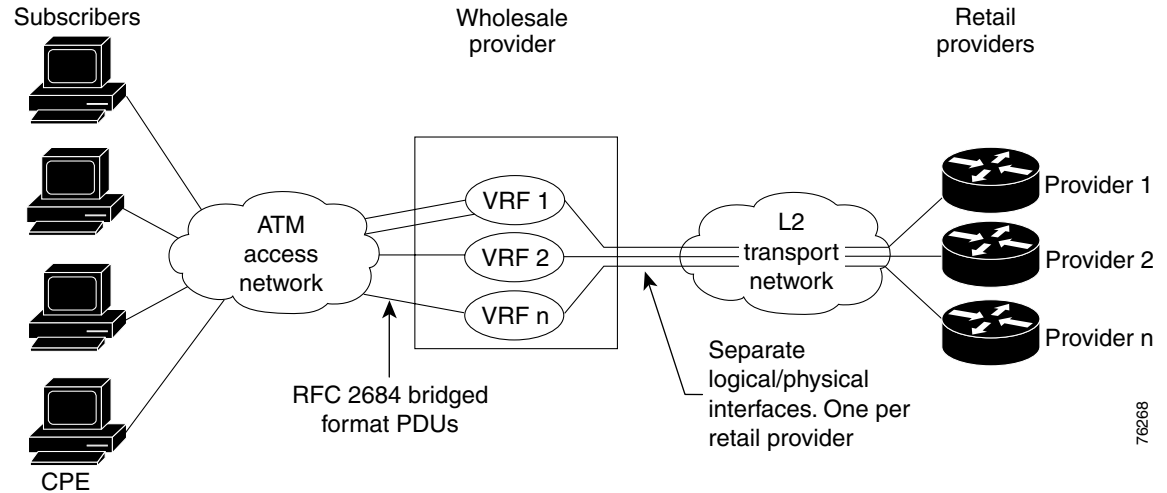 Subscribers
Wholesale
provider
Retail
providers
ATM
access
network
VRF 1
VRF 2
VRF n
L2
transport
network
Provider 1
Provider 2
Provider n
RFC 2684 bridged
format PDUs
Separate
logical/physical
interfaces. One per
retail provider
CPE
76268